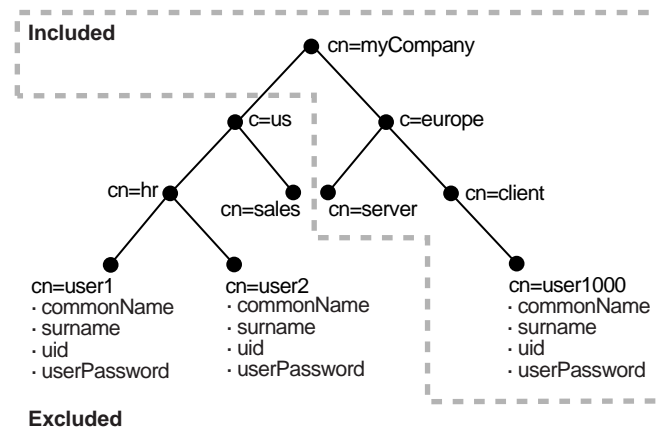 Included
cn=myCompany
c=us
c=europe
cn=hr
cn=sales
cn=server
cn=client
cn=user1
· commonName
· surname
· uid
· userPassword
cn=user2
· commonName
· surname
· uid
· userPassword
cn=user1000
· commonName
· surname
· uid
· userPassword
Excluded